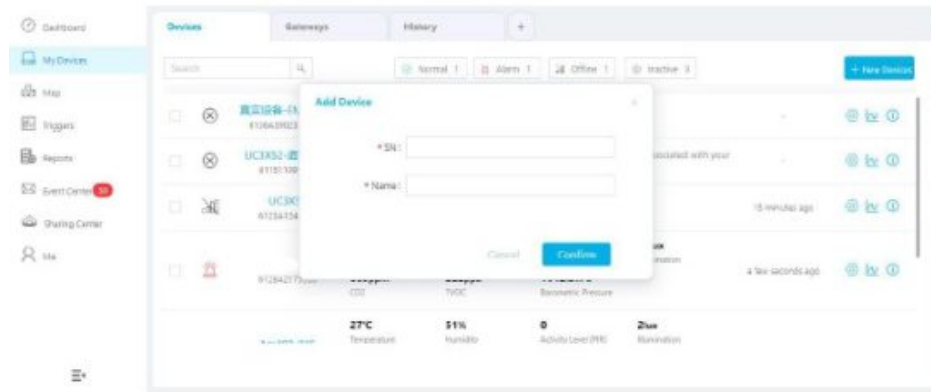 Dashboard
Devices
Gateways
History
+
My Devices
Search
Normal 1
Alarm 1
Offline 1
Inactive 3
+ New Devices
Map
Add Device
Triggers
* SN:
Reports
UC3X52-
associated with your
* Name:
Event Center
Sharing Center
15 minutes ago
Me
Cancel
Confirm
a few seconds ago
CO2
TVOC
Barometric Pressure
27°C
51%
0
2lux
Temperature
Humidity
Activity Level (PIR)
Illumination